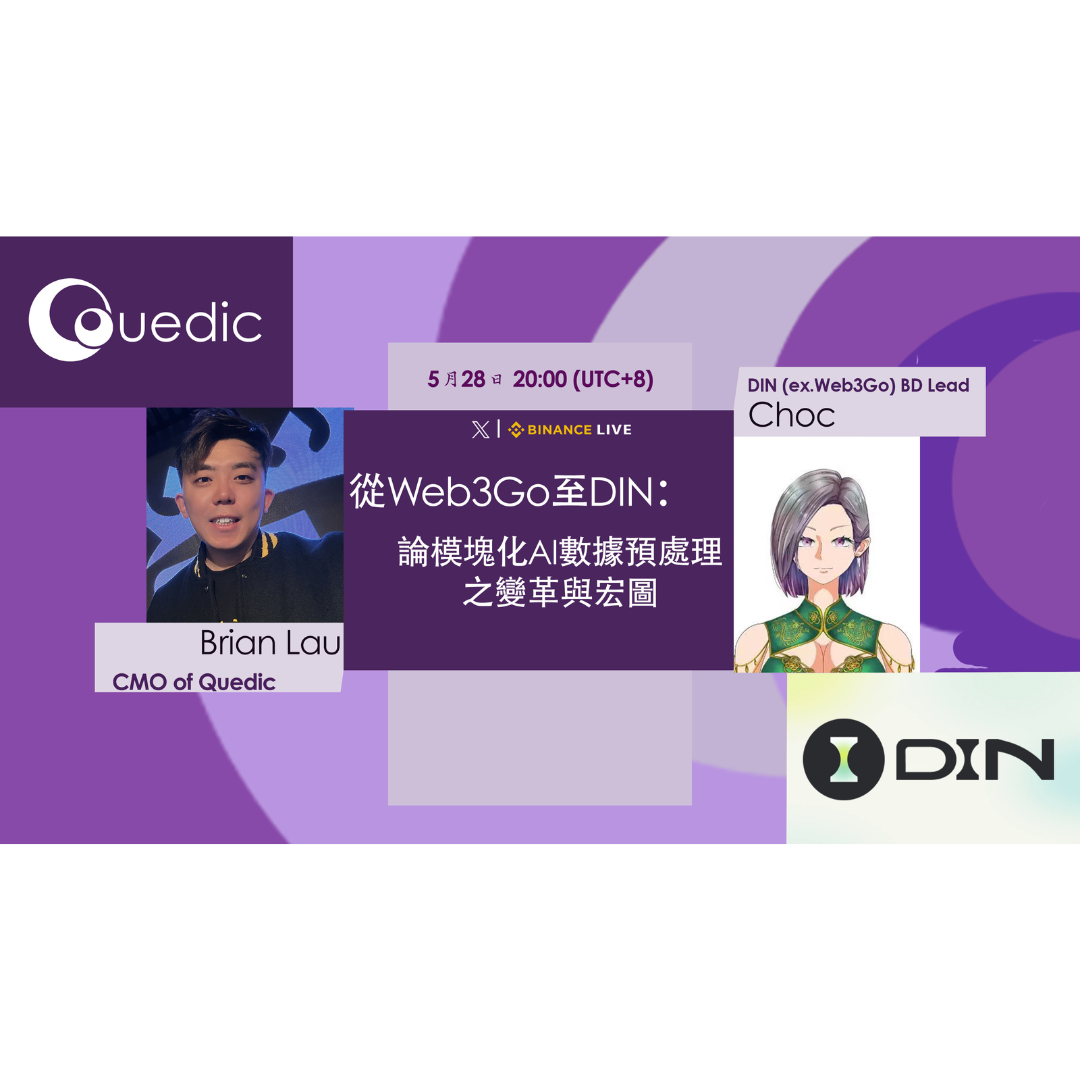 Quedic
5月28日 20:00 (UTC+8)
X | BINANCE LIVE
從Web3Go至DIN：
論模塊化AI數據預處理
之變革與宏圖
DIN (ex.Web3Go) BD Lead
Choc
Brian Lau
CMO of Quedic
DIN